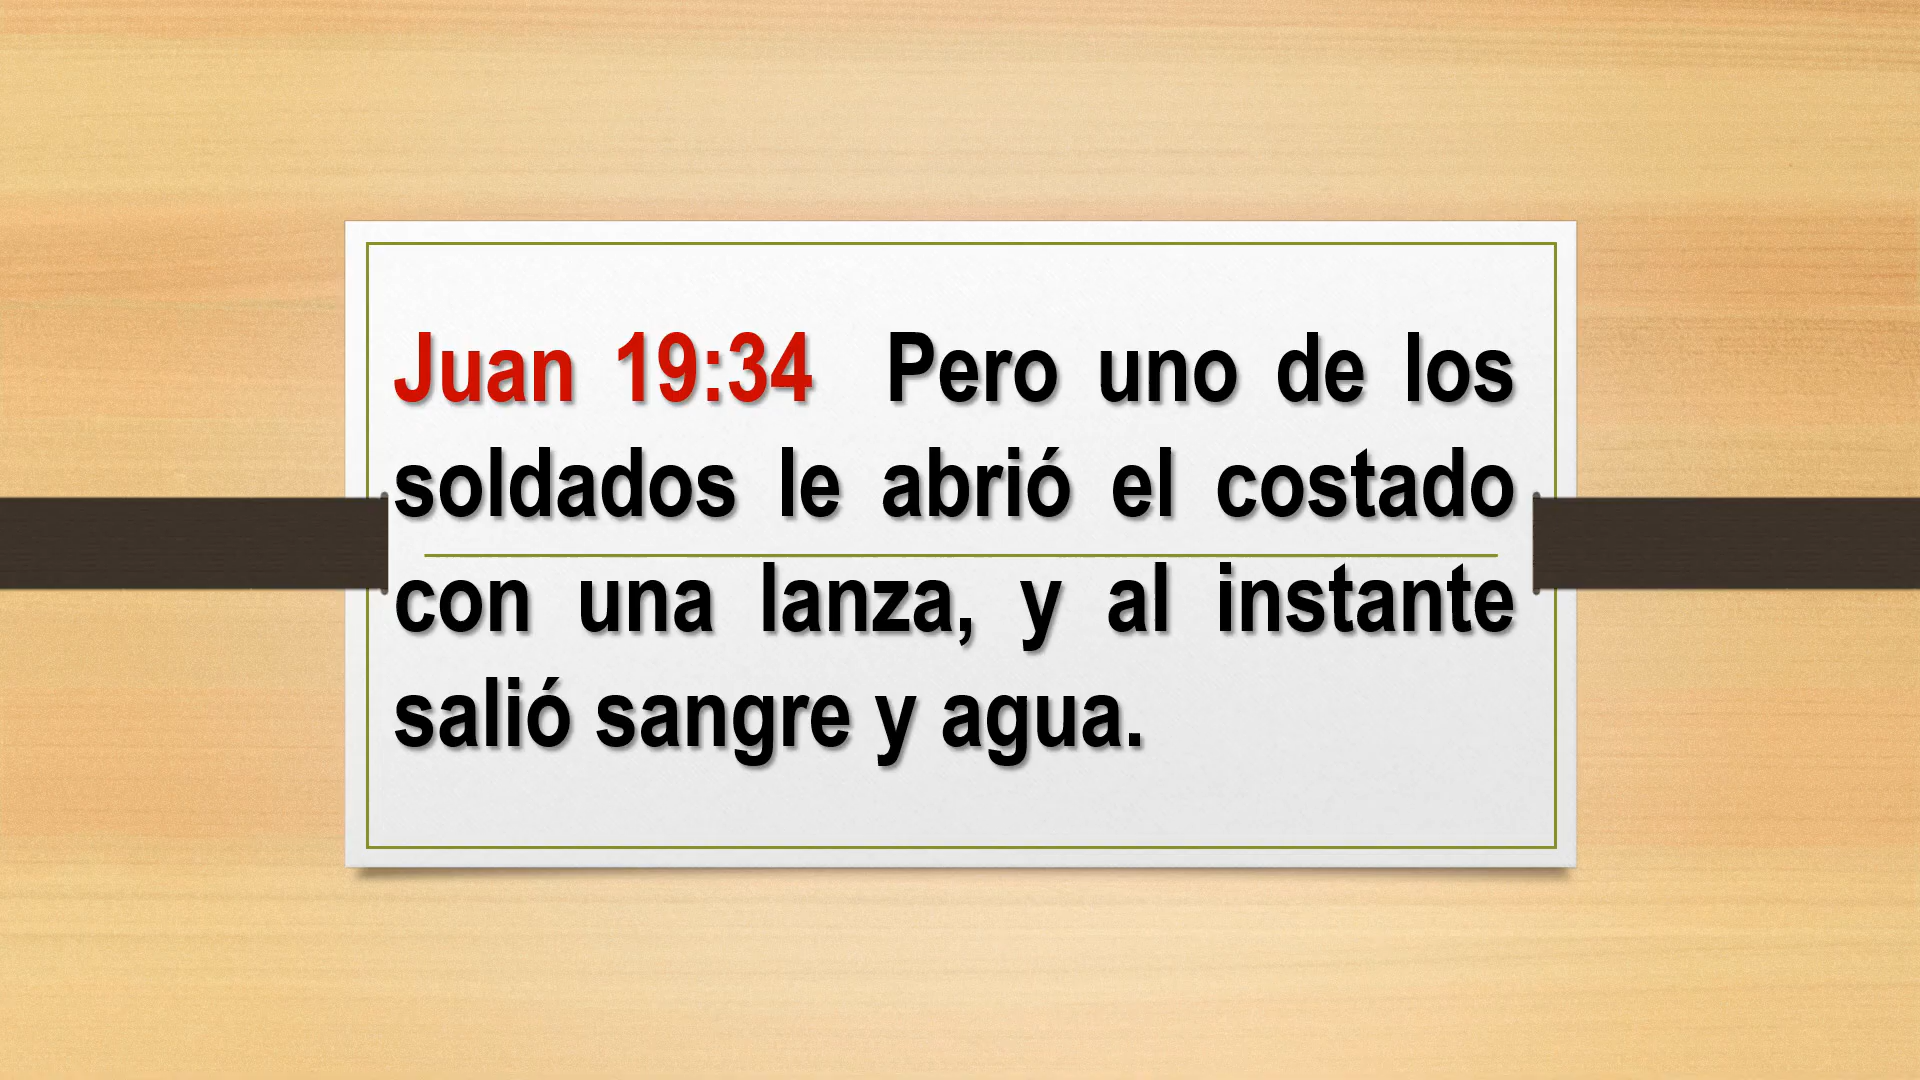 Juan 19:34 Pero uno de los
soldados le abrió el costado
con una lanza, y al instante
salió sangre y agua.